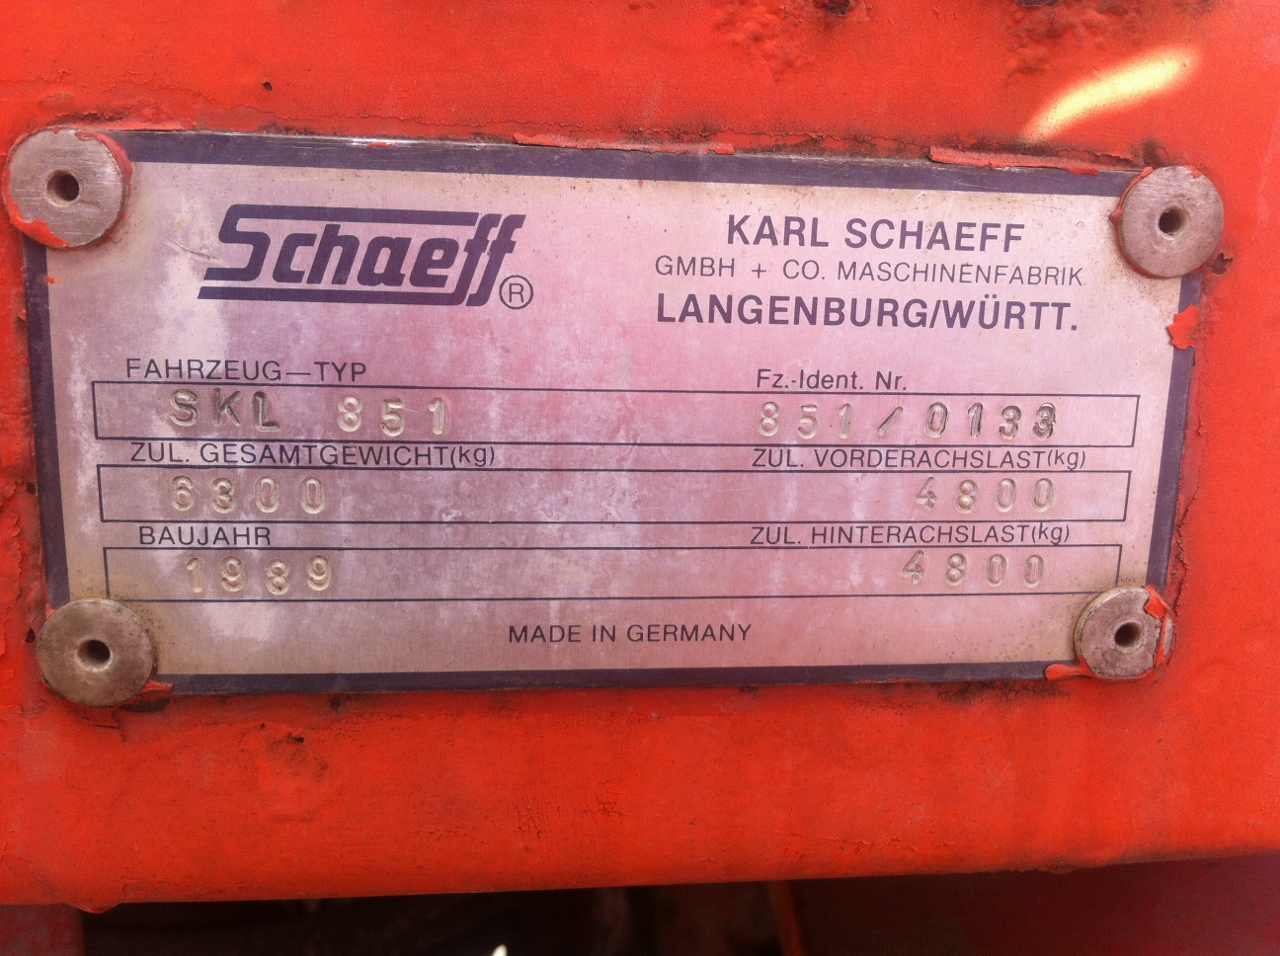 Schaeff®
KARL SCHAEFF
GMBH + CO. MASCHINENFABRIK
LANGENBURG/WÜRTT.
FAHRZEUG—TYP
Fz.-Ident. Nr.
SKL 851
851/0133
ZUL. GESAMTGEWICHT(kg)
ZUL. VORDERACHSLAST(kg)
6300
4800
BAUJAHR
ZUL. HINTERACHSLAST(kg)
1989
4800
MADE IN GERMANY